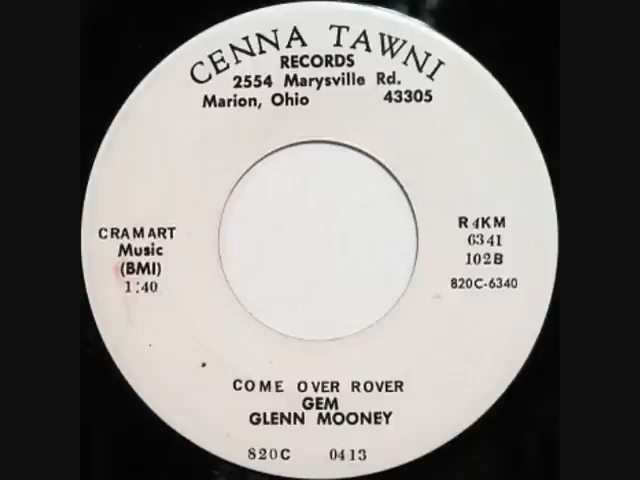 CENNA TAWNI
RECORDS
2554 Marysville Rd.
Marion, Ohio 43305
CRAMART
Music
(BMI)
1:40
R4KM
6341
102B
820C-6340
COME OVER ROVER
GEM
GLENN MOONEY
820C 0413